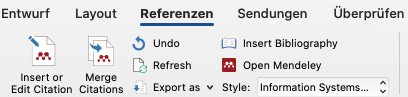 Entwurf Layout Referenzen Sendungen Überprüfen
Undo Insert Bibliography
Refresh Open Mendeley
Insert or Edit Citation Merge Citations Export as Style: Information Systems...